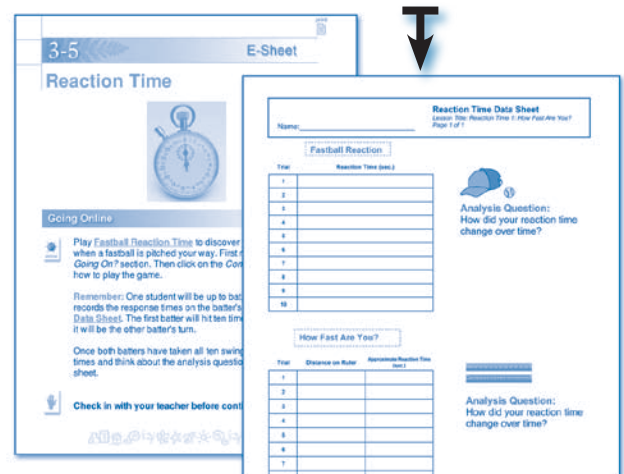 print
3-5
E-Sheet
Reaction Time
Going Online
Play Fastball Reaction Time to discover
when a fastball is pitched your way. First r
Going On? section. Then click on the Con
how to play the game.
Remember: One student will be up to bat
records the response times on the batter's
Data Sheet. The first batter will hit ten time
it will be the other batter's turn.
Once both batters have taken all ten swing
times and think about the analysis questio
sheet.
Check in with your teacher before conti
Name:
Reaction Time Data Sheet
Lesson Title: Reaction Time 1: How Fast Are You?
Page 1 of 1
Fastball Reaction
Trial Reaction Time (sec.)
1
2
3
4
5
6
7
8
9
10
Analysis Question:
How did your reaction time
change over time?
How Fast Are You?
Trial Distance on Ruler Approximate Reaction Time
(sec.)
1
2
3
4
5
6
7
Analysis Question:
How did your reaction time
change over time?